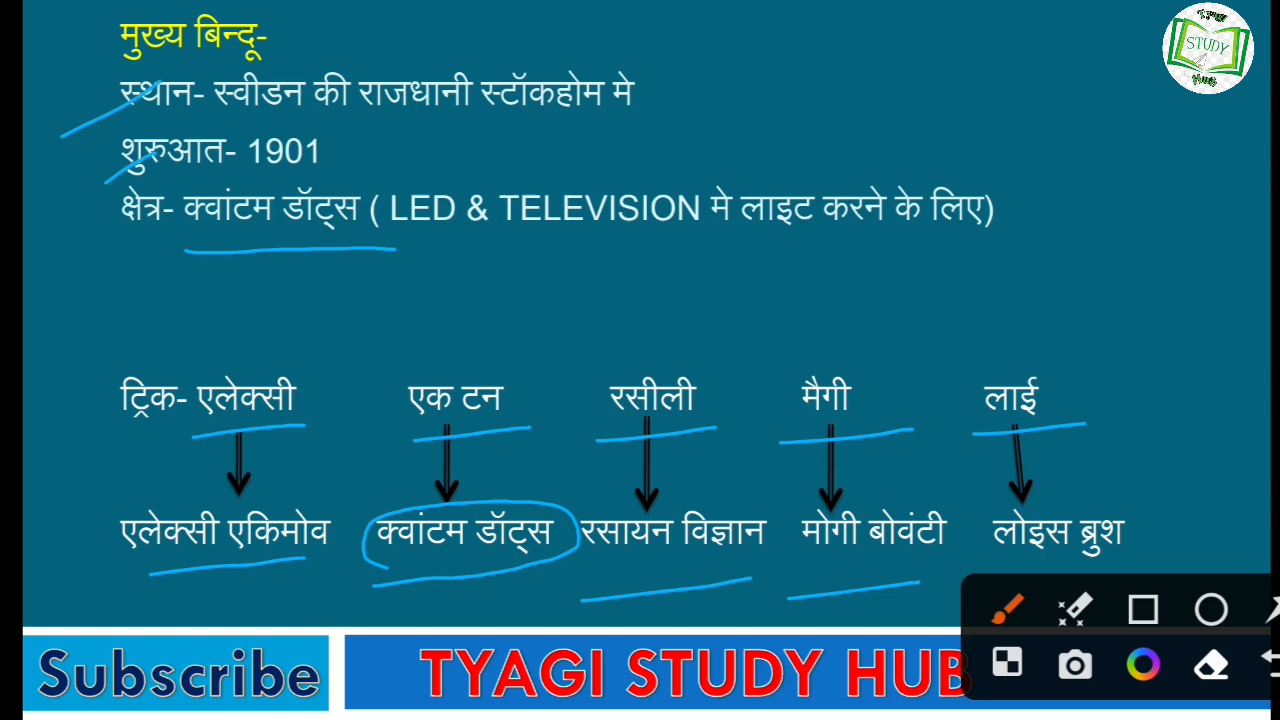 मुख्य बिन्दू-
स्थान- स्वीडन की राजधानी स्टॉकहोम मे
शुरुआत- 1901
क्षेत्र- क्वांटम डॉट्स ( LED & TELEVISION मे लाइट करने के लिए)
ट्रिक- एलेक्सी एक टन रसीली मैगी लाई
एलेक्सी एकिमोव क्वांटम डॉट्स रसायन विज्ञान मोगी बोवंटी लोइस ब्रुश
Subscribe TYAGI STUDY HUB
STUDY